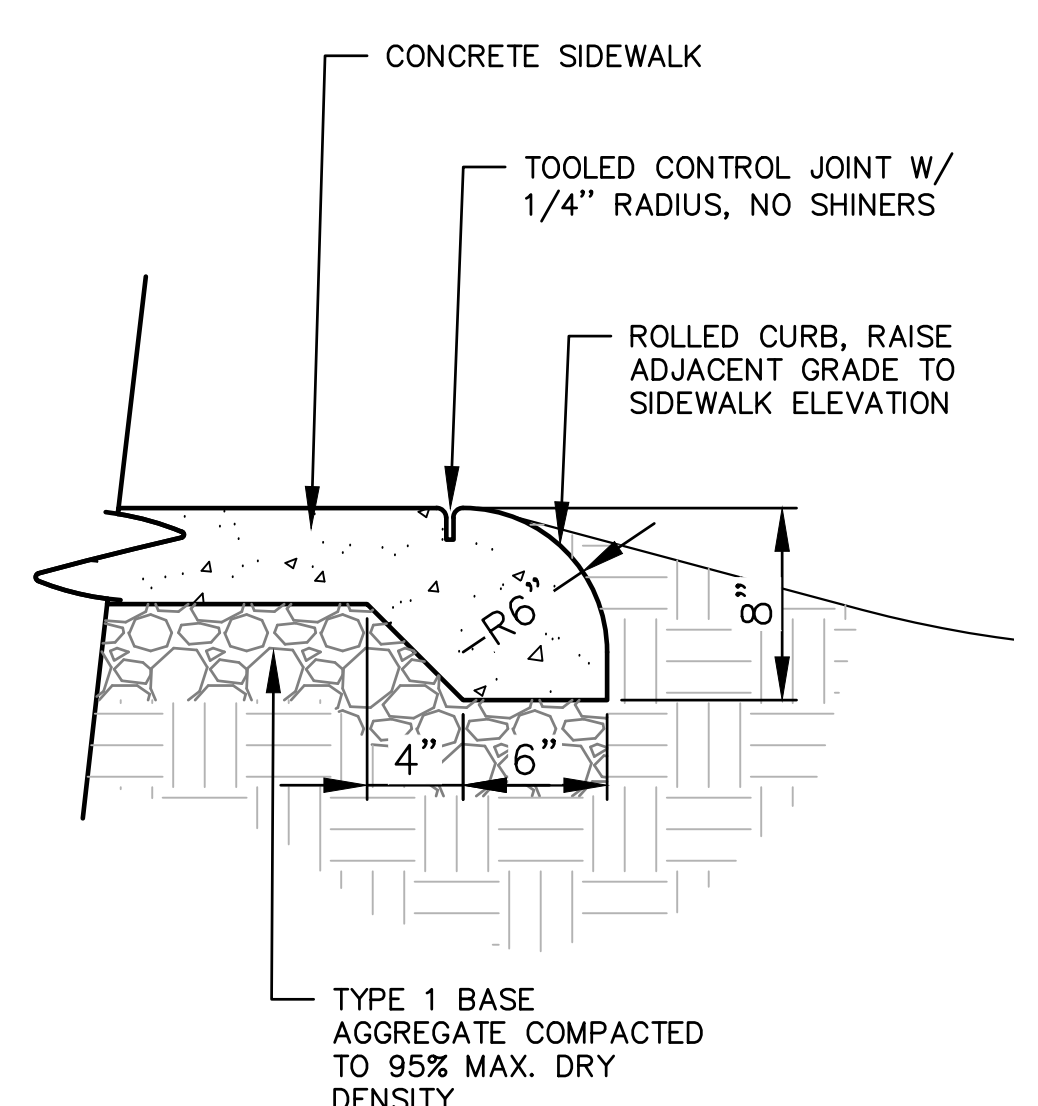 CONCRETE SIDEWALK
TOOLED CONTROL JOINT W/
1/4” RADIUS, NO SHINERS
ROLLED CURB, RAISE
ADJACENT GRADE TO
SIDEWALK ELEVATION
R6”
8”
4”
6”
TYPE 1 BASE
AGGREGATE COMPACTED
TO 95% MAX. DRY
DENSITY